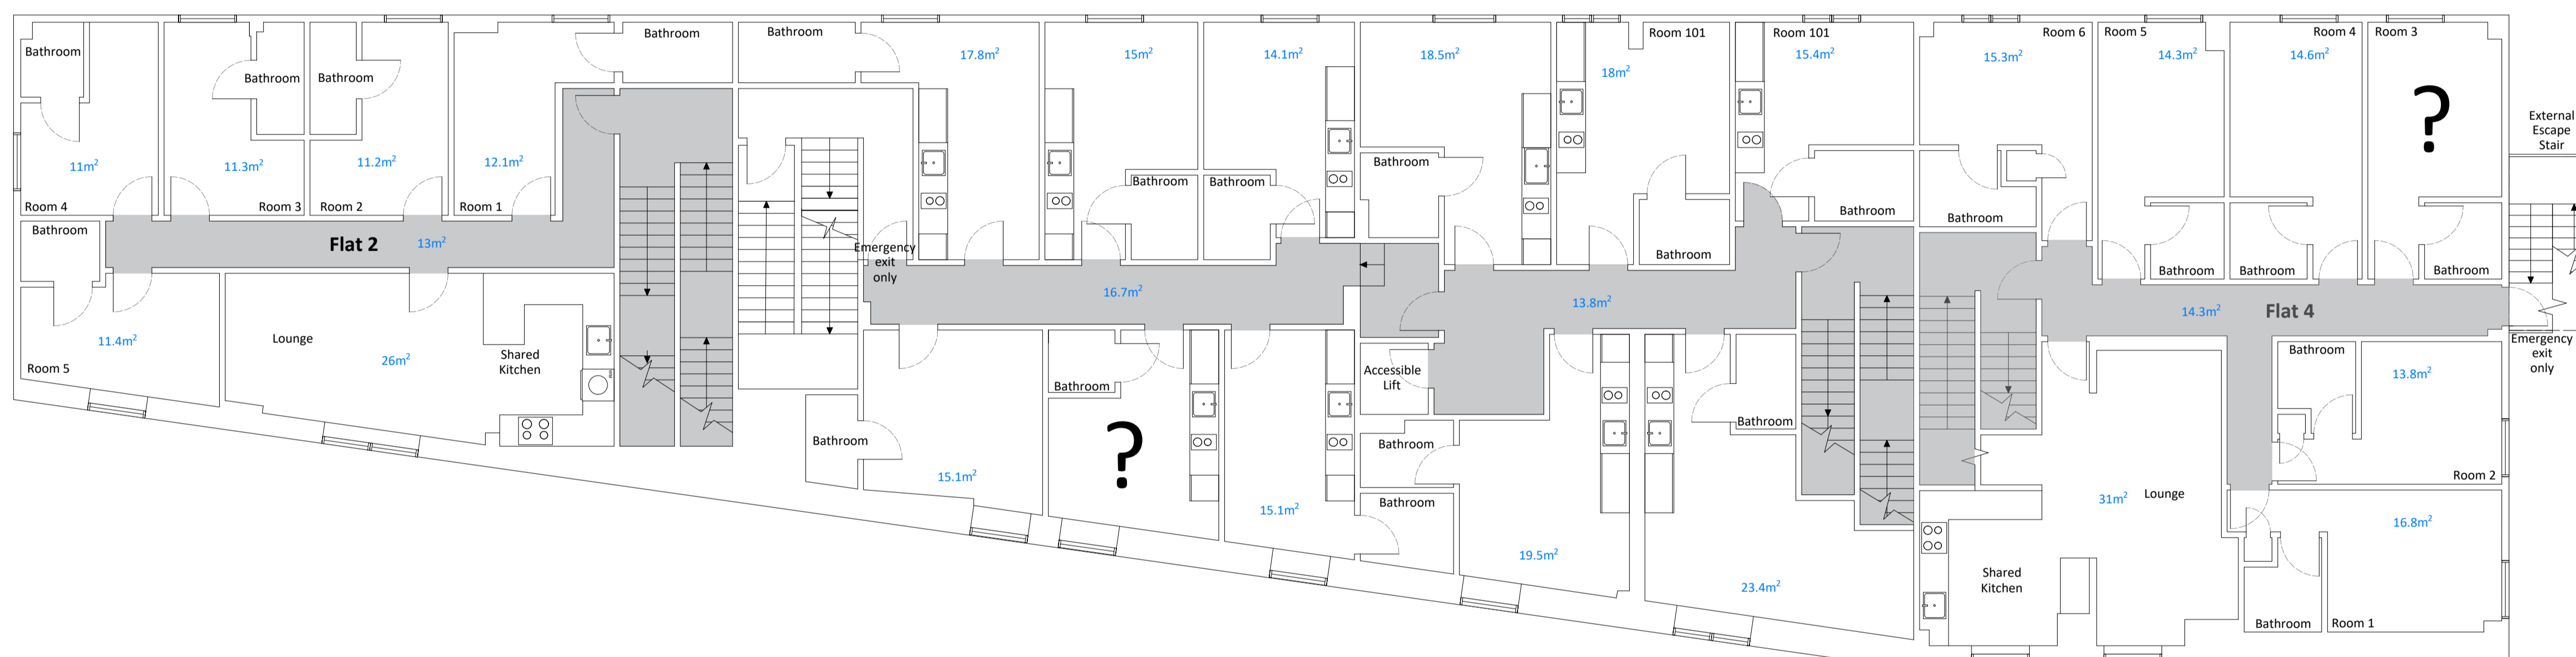 Bathroom
Bathroom
Bathroom
Bathroom
Bathroom
11m²
11.3m²
11.2m²
12.1m²
Room 4
Room 3
Room 2
Room 1
Bathroom
Flat 2
13m²
11.4m²
Room 5
Lounge
26m²
Shared
Kitchen
Bathroom
17.8m²
15m²
14.1m²
Bathroom
Bathroom
Emergency
exit
only
16.7m²
Bathroom
15.1m²
Bathroom
?
15.1m²
18.5m²
Bathroom
Room 101
18m²
Bathroom
Room 101
15.4m²
Bathroom
13.8m²
Accessible
Lift
Bathroom
Bathroom
19.5m²
Bathroom
23.4m²
Room 6
15.3m²
Bathroom
Room 5
14.3m²
Bathroom
Room 4
14.6m²
Bathroom
Room 3
?
Bathroom
External
Escape
Stair
14.3m²
Flat 4
Emergency
exit
only
Bathroom
13.8m²
Room 2
31m²
Lounge
16.8m²
Shared
Kitchen
Bathroom
Room 1